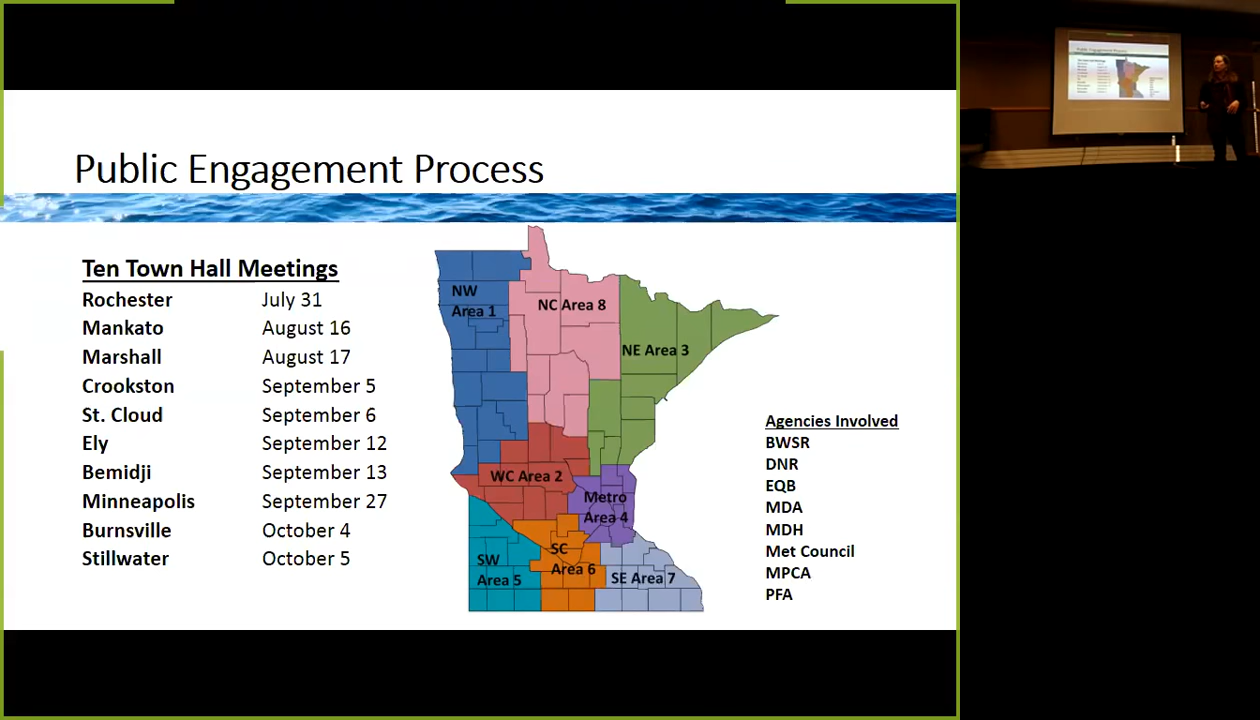 Public Engagement Process
Ten Town Hall Meetings
Rochester July 31
Mankato August 16
Marshall August 17
Crookston September 5
St. Cloud September 6
Ely September 12
Bemidji September 13
Minneapolis September 27
Burnsville October 4
Stillwater October 5
NW
Area 1
NC Area 8
NE Area 3
WC Area 2
Metro
Area 4
SW
Area 5
SC
Area 6
SE Area 7
Agencies Involved
BWSR
DNR
EQB
MDA
MDH
Met Council
MPCA
PFA
Public Engagement Process